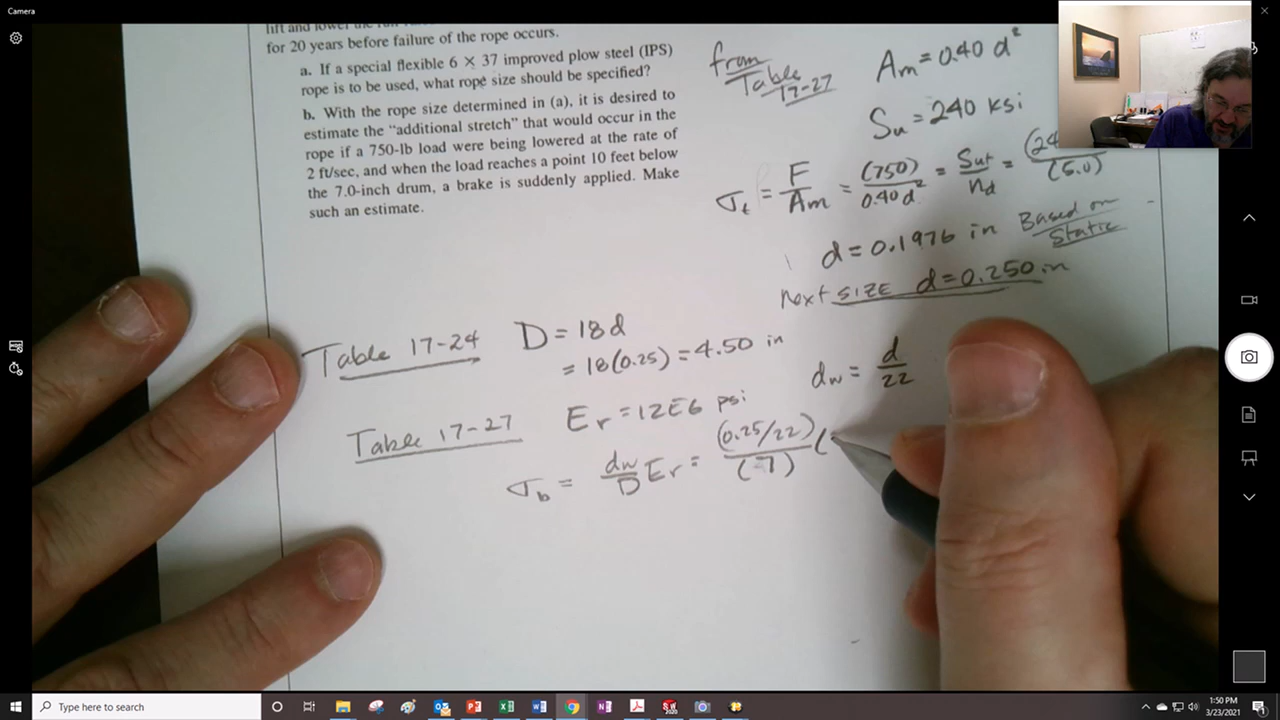 Camera
for 20 years before failure of the rope occurs.
a. If a special flexible 6 × 37 improved plow steel (IPS)
rope is to be used, what rope size should be specified?
b. With the rope size determined in (a), it is desired to
estimate the “additional stretch” that would occur in the
rope if a 750-lb load were being lowered at the rate of
2 ft/sec, and when the load reaches a point 10 feet below
the 7.0-inch drum, a brake is suddenly applied. Make
such an estimate.
from
Table
17-27
Am = 0.40 d²
Su = 240 ksi
σt = F/Am = (750)/0.40d² = Sut/nd = (24/(5.0)
d = 0.1976 in Based on
Static
next SIZE d = 0.250 in
Table 17-24 D = 18d
= 18(0.25) = 4.50 in
dw = d/22
Table 17-27 Er = 12E6 psi
σb = dw/D Er = (0.25/22)/(7) (
Type here to search
1:50 PM
3/23/2021